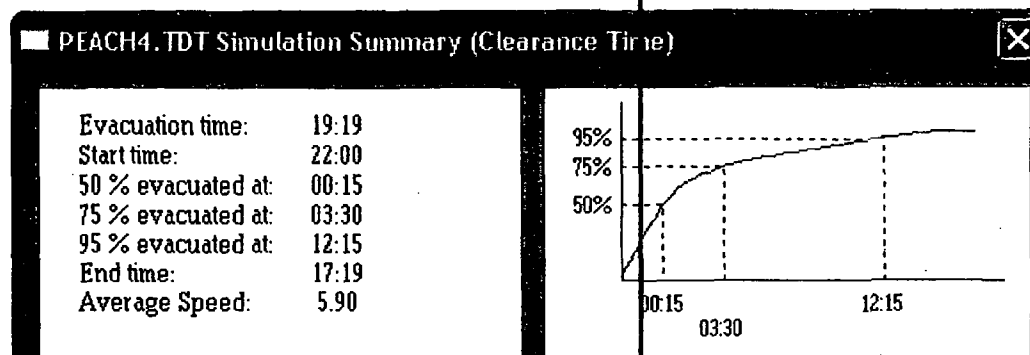 PEACH4.TDT Simulation Summary (Clearance Time)
Evacuation time: 19:19
Start time: 22:00
50 % evacuated at: 00:15
75 % evacuated at: 03:30
95 % evacuated at: 12:15
End time: 17:19
Average Speed: 5.90
95%
75%
50%
00:15 12:15
03:30